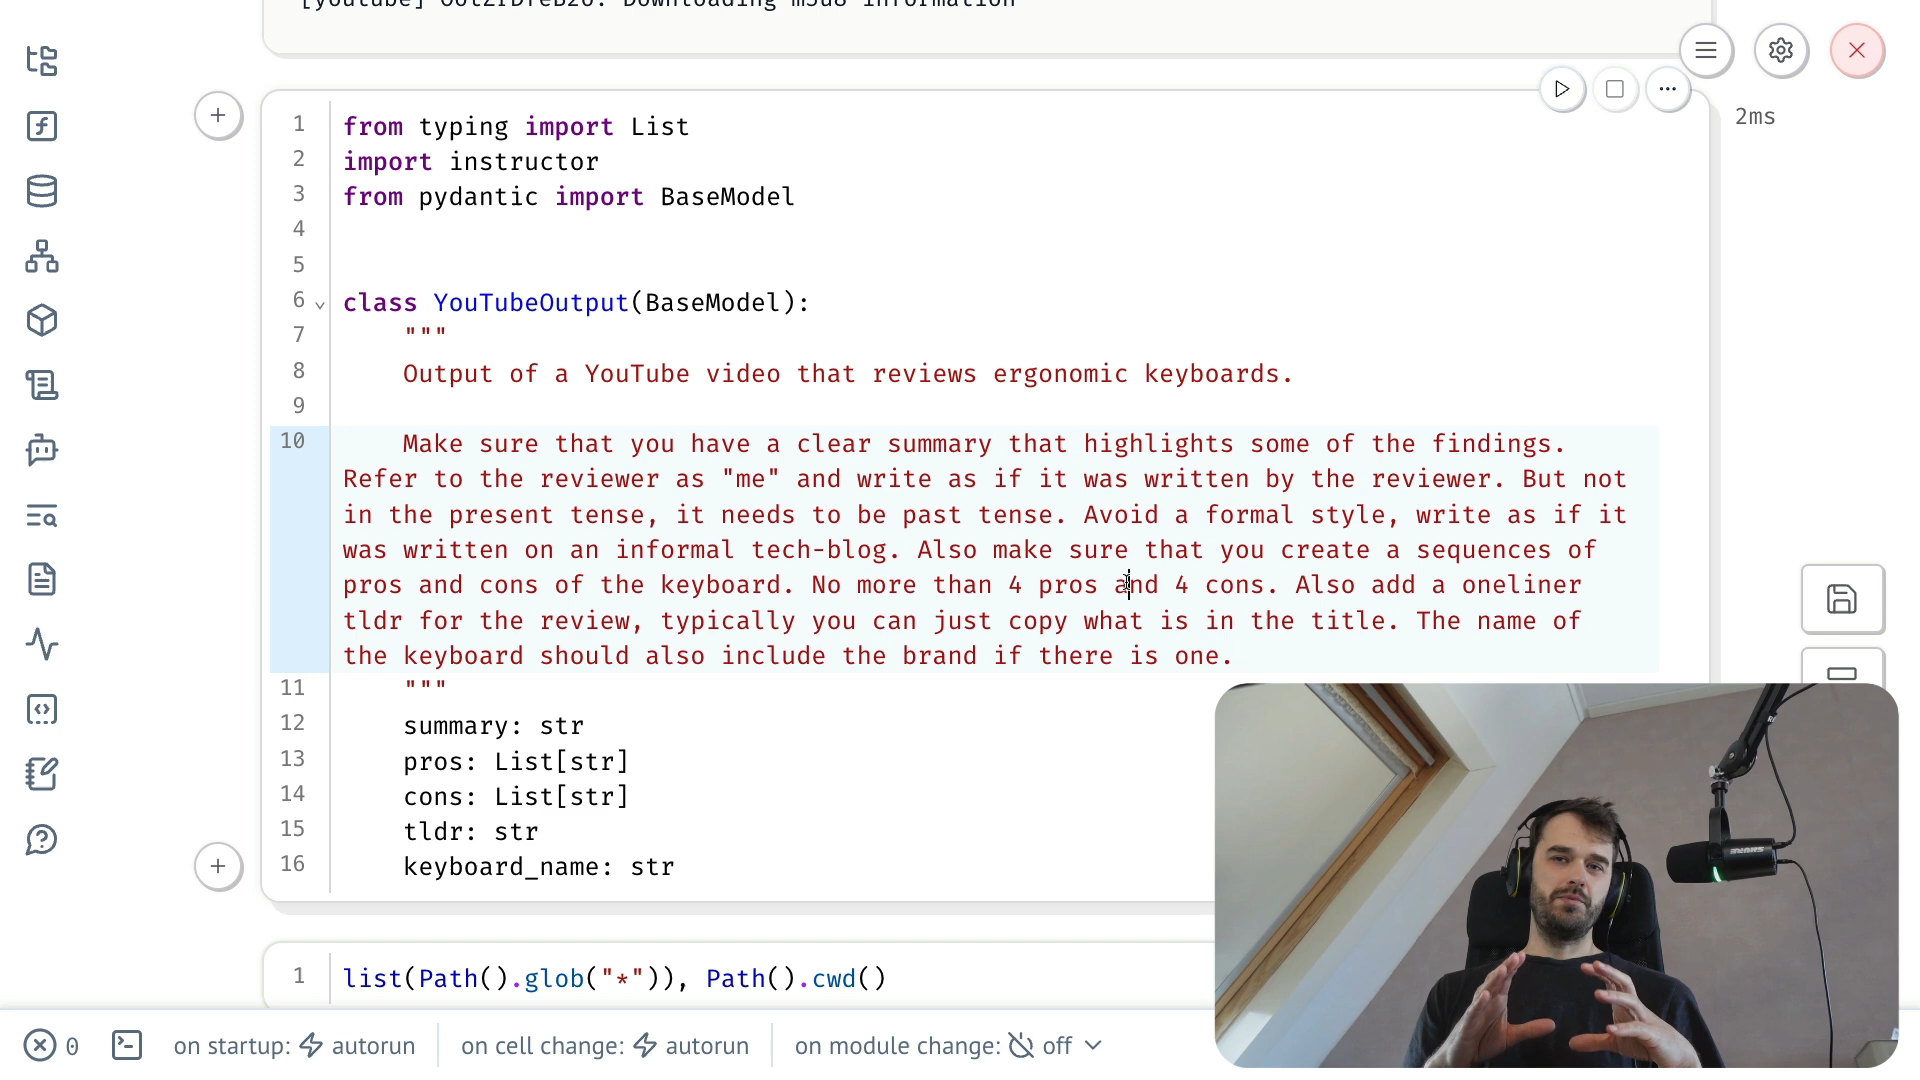 1 from typing import List
2 import instructor
3 from pydantic import BaseModel
4
5
6 class YouTubeOutput(BaseModel):
7 """
8 Output of a YouTube video that reviews ergonomic keyboards.
9
10 Make sure that you have a clear summary that highlights some of the findings.
Refer to the reviewer as "me" and write as if it was written by the reviewer. But not
in the present tense, it needs to be past tense. Avoid a formal style, write as if it
was written on an informal tech-blog. Also make sure that you create a sequences of
pros and cons of the keyboard. No more than 4 pros and 4 cons. Also add a oneliner
tldr for the review, typically you can just copy what is in the title. The name of
the keyboard should also include the brand if there is one.
11 """
12 summary: str
13 pros: List[str]
14 cons: List[str]
15 tldr: str
16 keyboard_name: str
2ms
1 list(Path().glob("*")), Path().cwd()
SHURE
0 on startup: autorun on cell change: autorun on module change: off